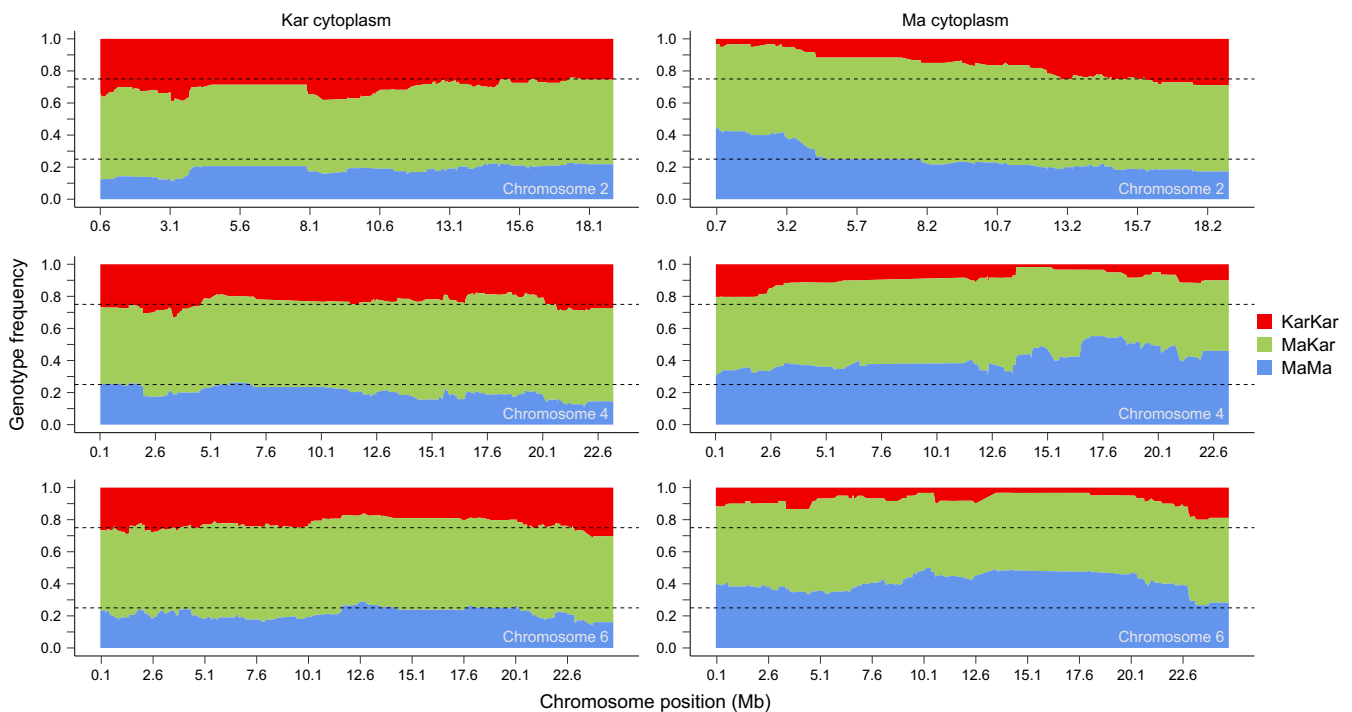 Kar cytoplasm
Ma cytoplasm
1.0
0.8
0.6
0.4
0.2
0.0
Chromosome 2
0.6 3.1 5.6 8.1 10.6 13.1 15.6 18.1
1.0
0.8
0.6
0.4
0.2
0.0
Chromosome 2
0.7 3.2 5.7 8.2 10.7 13.2 15.7 18.2
Genotype frequency
1.0
0.8
0.6
0.4
0.2
0.0
Chromosome 4
0.1 2.6 5.1 7.6 10.1 12.6 15.1 17.6 20.1 22.6
1.0
0.8
0.6
0.4
0.2
0.0
Chromosome 4
0.1 2.6 5.1 7.6 10.1 12.6 15.1 17.6 20.1 22.6
KarKar
MaKar
MaMa
1.0
0.8
0.6
0.4
0.2
0.0
Chromosome 6
0.1 2.6 5.1 7.6 10.1 12.6 15.1 17.6 20.1 22.6
1.0
0.8
0.6
0.4
0.2
0.0
Chromosome 6
0.1 2.6 5.1 7.6 10.1 12.6 15.1 17.6 20.1 22.6
Chromosome position (Mb)